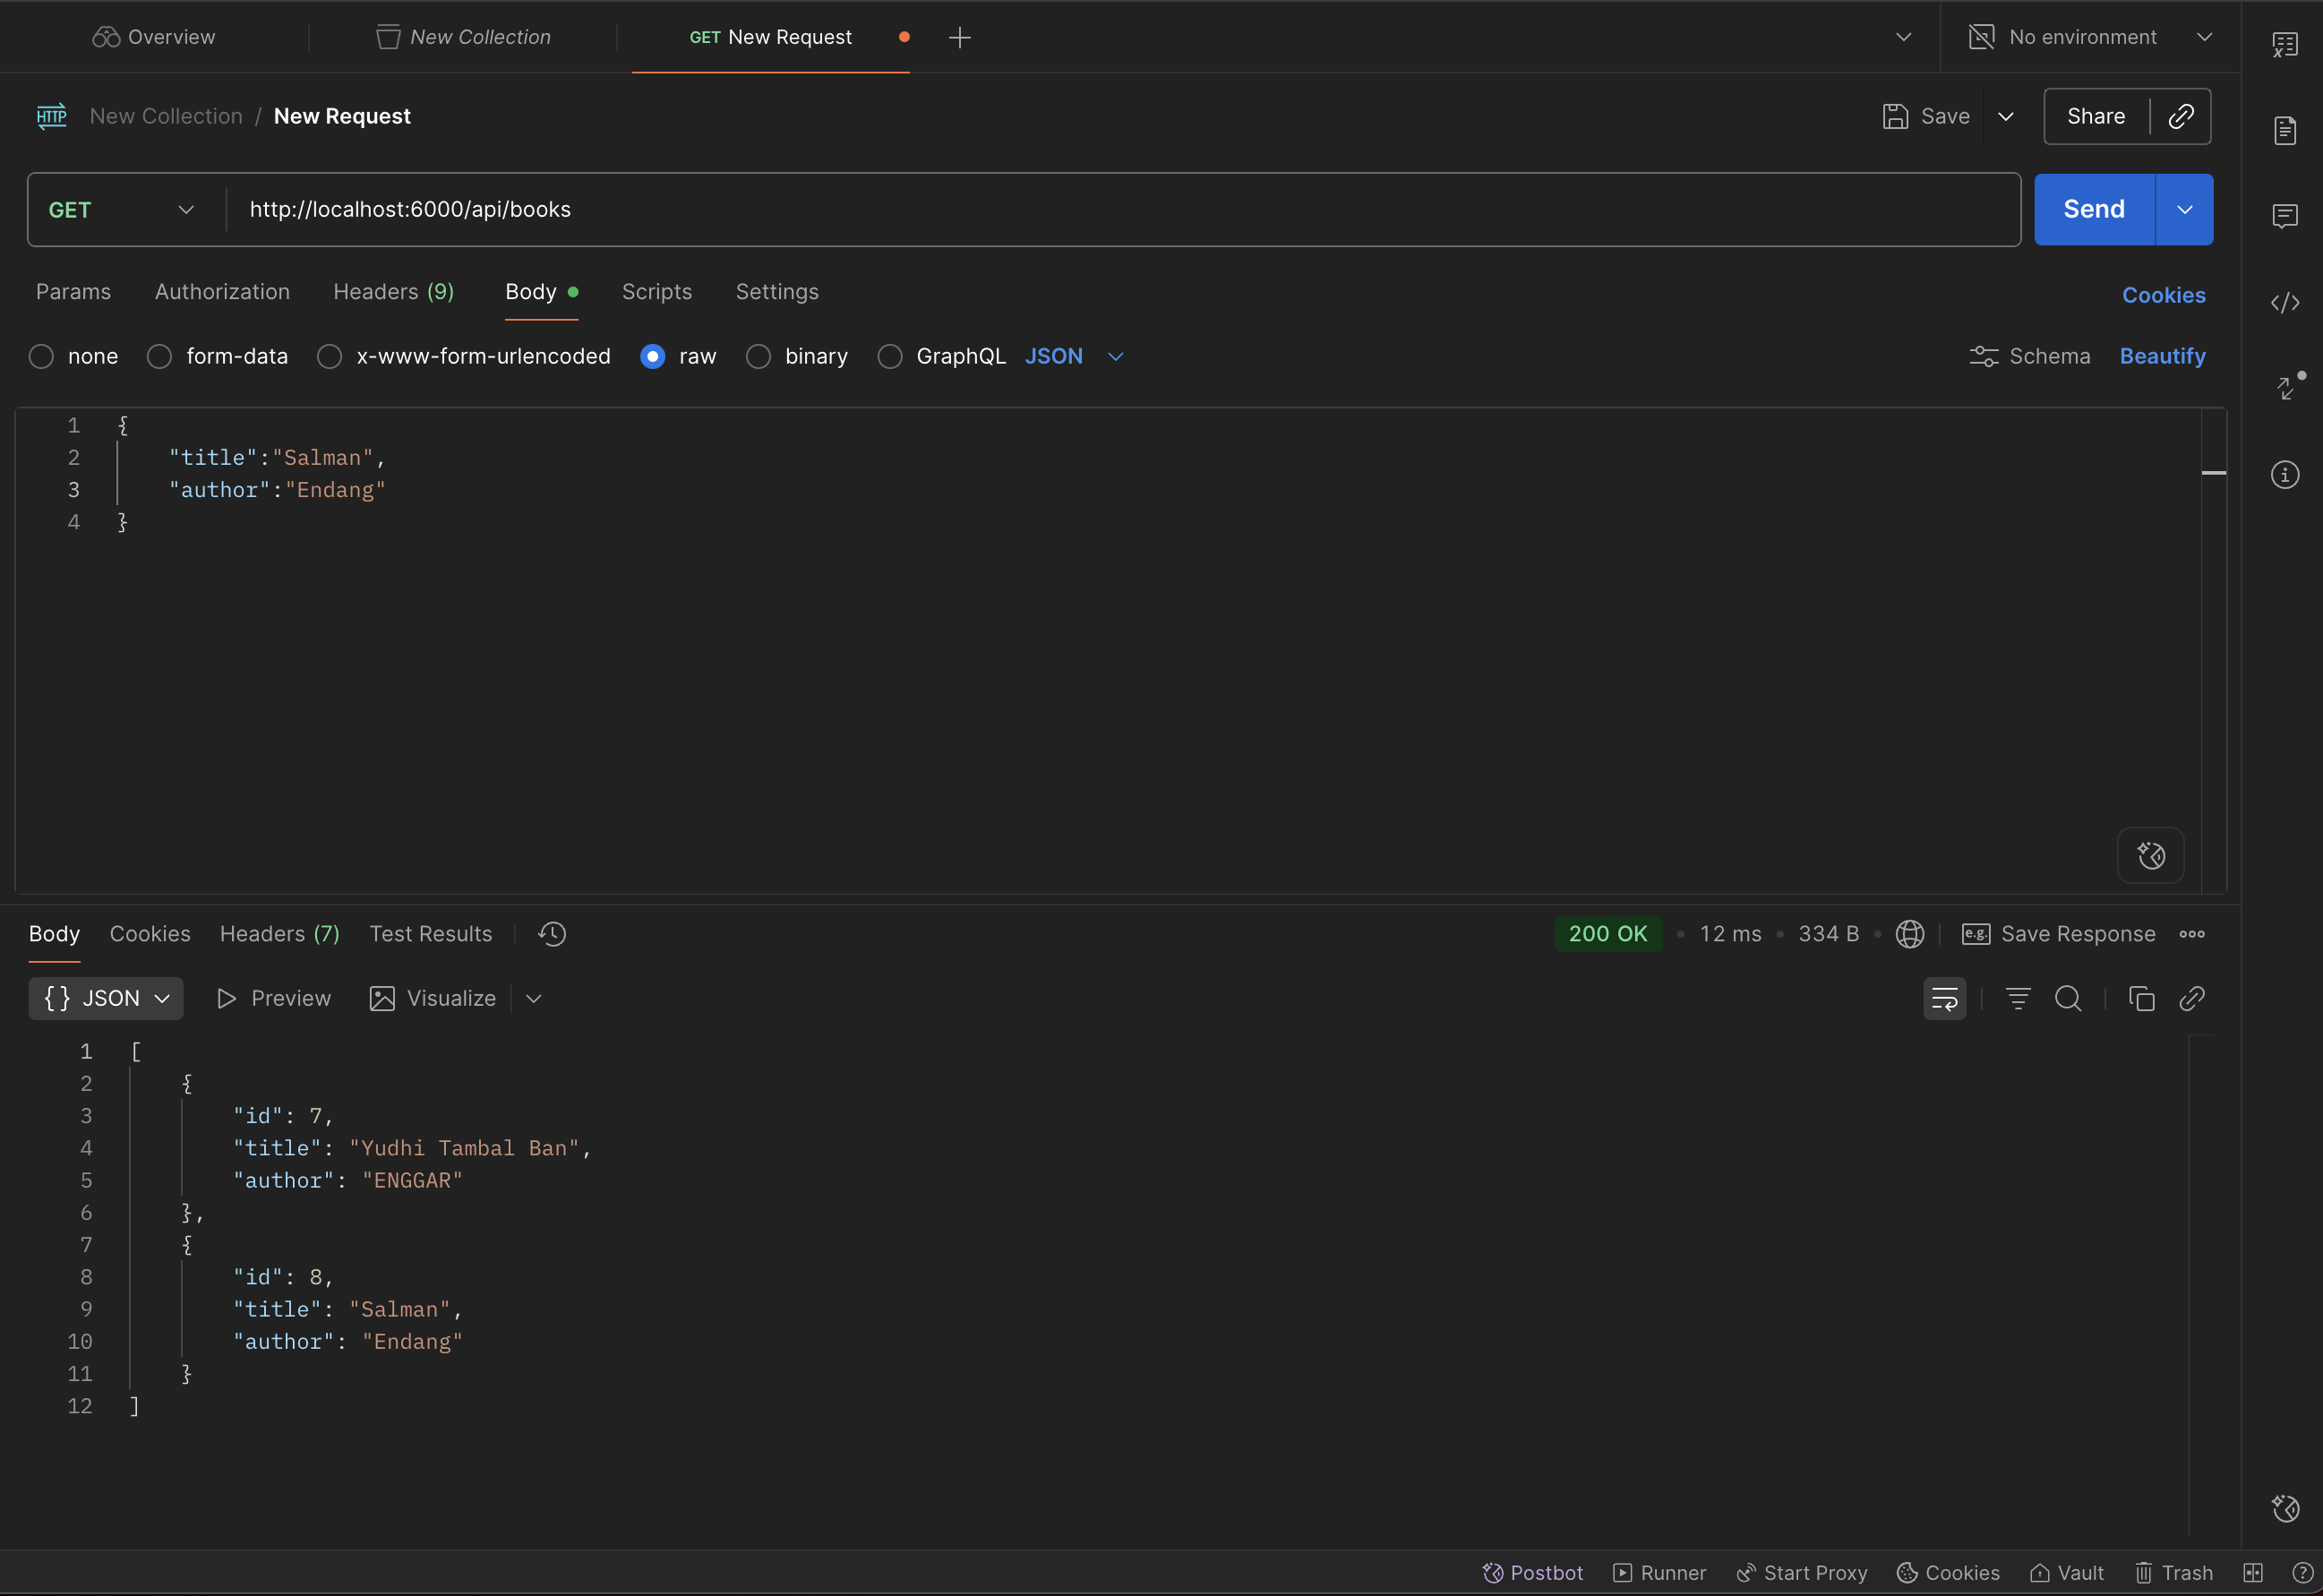 Overview New Collection GET New Request No environment
HTTP New Collection / New Request Save Share
GET http://localhost:6000/api/books Send
Params Authorization Headers (9) Body Scripts Settings Cookies
none form-data x-www-form-urlencoded raw binary GraphQL JSON Schema Beautify
1 {
2 "title":"Salman",
3 "author":"Endang"
4 }
Body Cookies Headers (7) Test Results 200 OK • 12 ms • 334 B • e.g. Save Response
{ } JSON Preview Visualize
1 [
2 {
3 "id": 7,
4 "title": "Yudhi Tambal Ban",
5 "author": "ENGGAR"
6 },
7 {
8 "id": 8,
9 "title": "Salman",
10 "author": "Endang"
11 }
12 ]
Postbot Runner Start Proxy Cookies Vault Trash